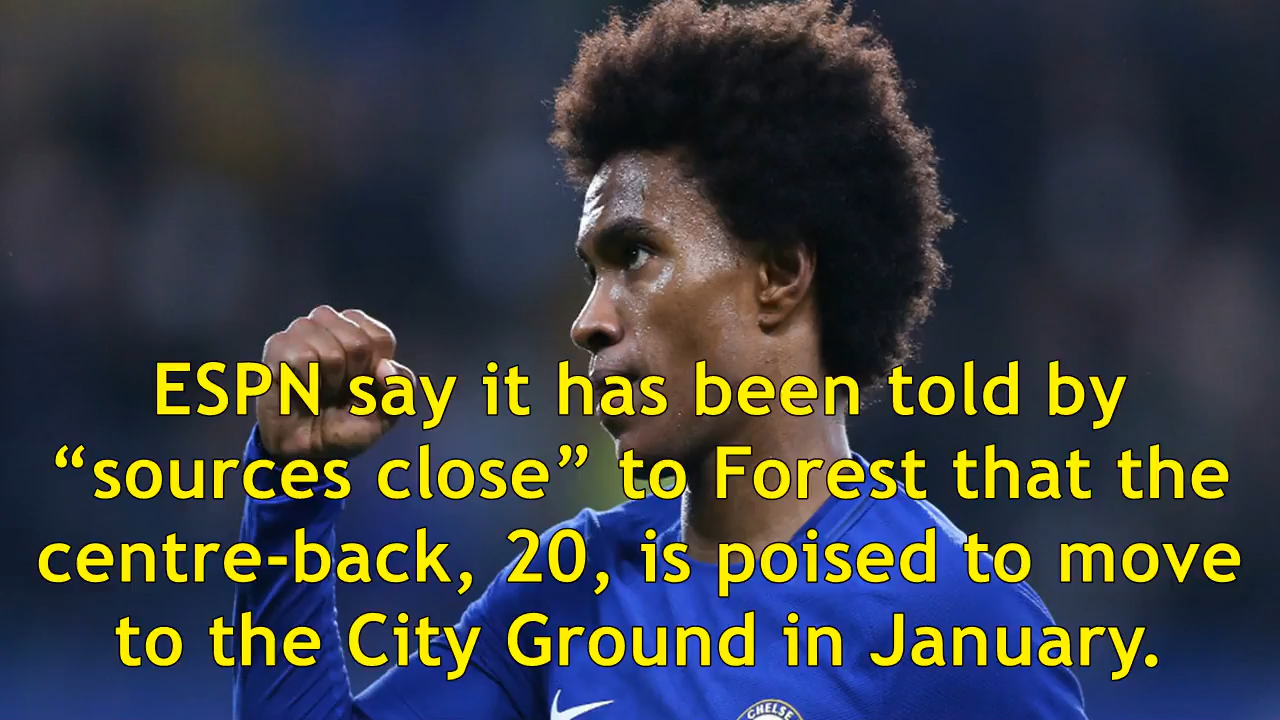 ESPN say it has been told by
“sources close” to Forest that the
centre-back, 20, is poised to move
to the City Ground in January.
CHELSE